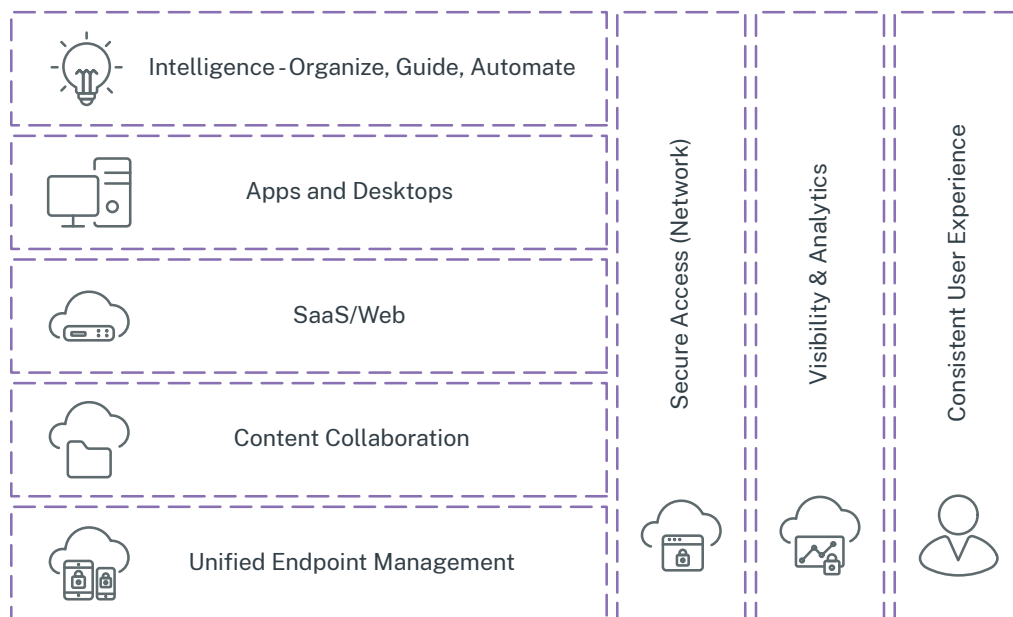 Intelligence - Organize, Guide, Automate
Apps and Desktops
SaaS/Web
Content Collaboration
Unified Endpoint Management
Secure Access (Network)
Visibility & Analytics
Consistent User Experience